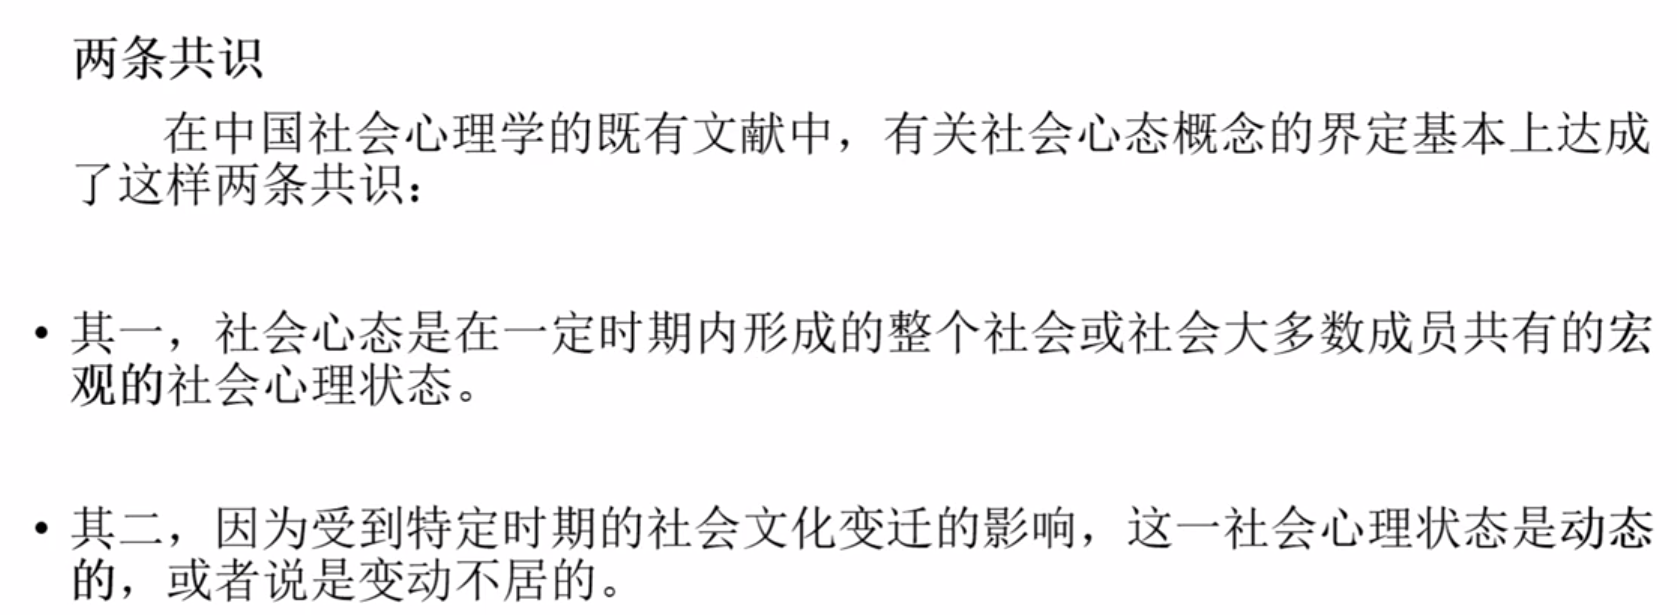 两条共识
在中国社会心理学的既有文献中，有关社会心态概念的界定基本上达成
了这样两条共识：
• 其一，社会心态是在一定时期内形成的整个社会或社会大多数成员共有的宏
观的社会心理状态。
• 其二，因为受到特定时期的社会文化变迁的影响，这一社会心理状态是动态
的，或者说是变动不居的。